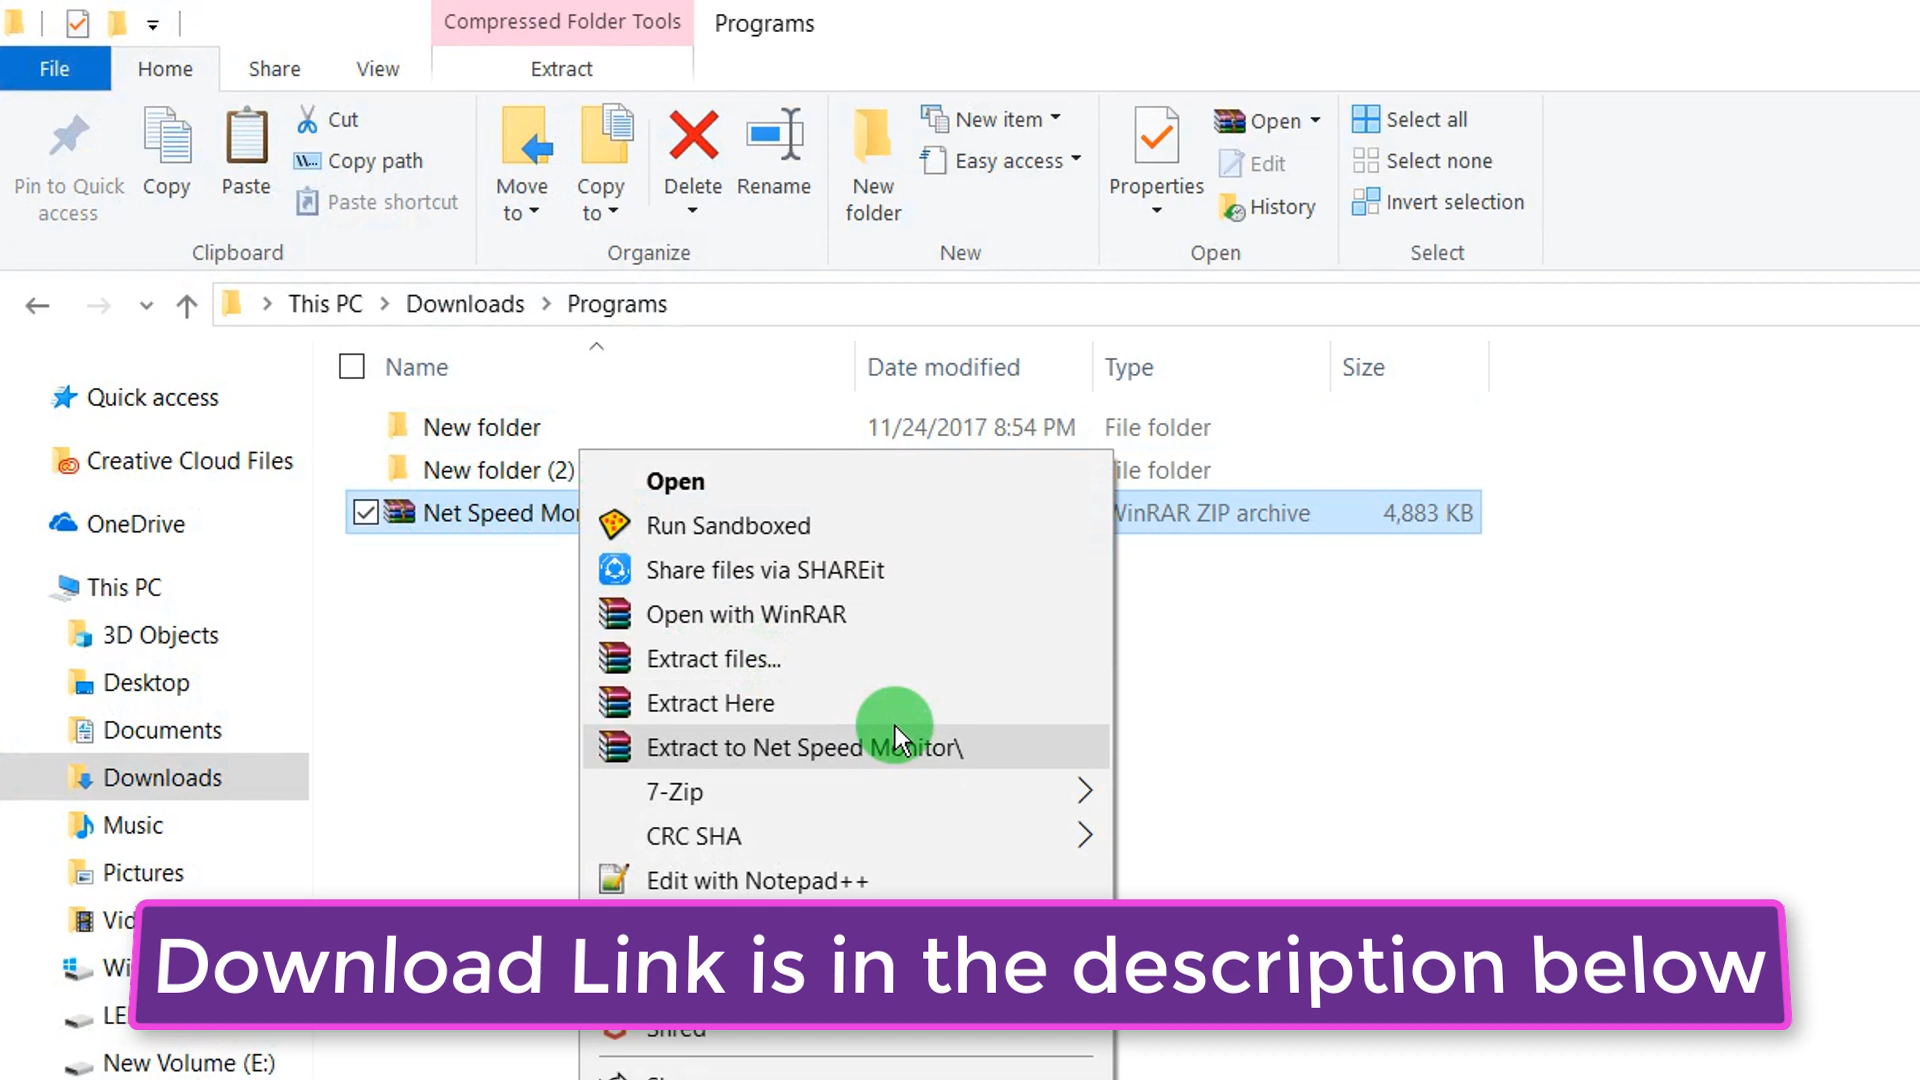 Compressed Folder Tools
Programs
File
Home
Share
View
Extract
Pin to Quick
access
Copy
Paste
Cut
Copy path
Paste shortcut
Clipboard
Move
to
Copy
to
Delete
Rename
Organize
New
folder
New item
Easy access
New
Properties
Open
Edit
History
Open
Select all
Select none
Invert selection
Select
This PC
Downloads
Programs
Name
Date modified
Type
Size
Quick access
Creative Cloud Files
OneDrive
This PC
3D Objects
Desktop
Documents
Downloads
Music
Pictures
New Volume (E:)
New folder
11/24/2017 8:54 PM
File folder
New folder (2)
folder
Net Speed
WinRAR ZIP archive
4,883 KB
Open
Run Sandboxed
Share files via SHAREit
Open with WinRAR
Extract files...
Extract Here
Extract to Net Speed Monitor\
7-Zip
CRC SHA
Edit with Notepad++
Shred
Download Link is in the description below